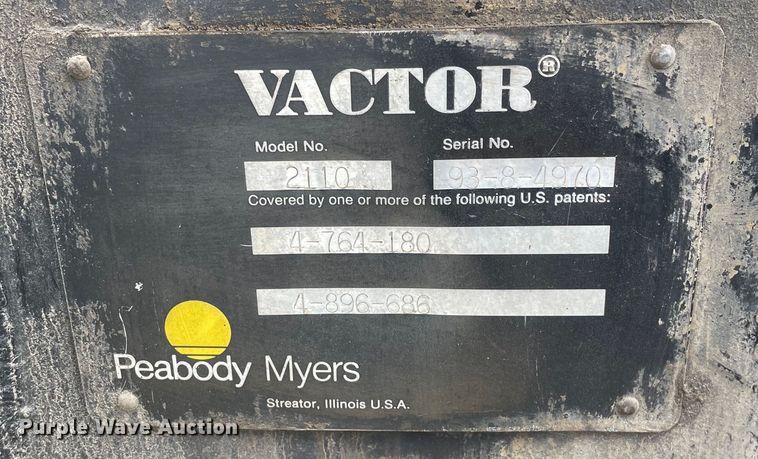 VACTOR®
Model No. Serial No.
2110 93-8-4970
Covered by one or more of the following U.S. patents:
4-764-180
4-896-686
Peabody Myers
Streator, Illinois U.S.A.
Purple Wave Auction